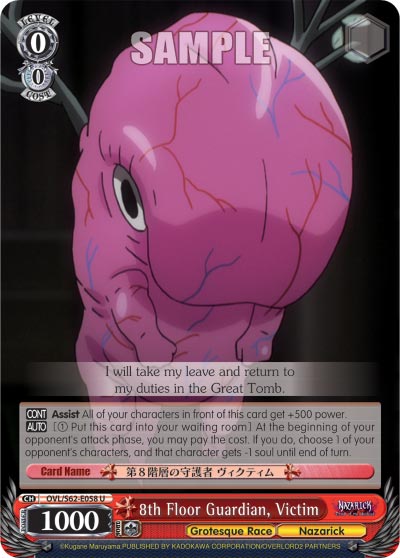 LEVEL
0
0
COST
SAMPLE
I will take my leave and return to
my duties in the Great Tomb.
CONT Assist All of your characters in front of this card get +500 power.
AUTO [① Put this card into your waiting room] At the beginning of your
opponent's attack phase, you may pay the cost. If you do, choose 1 of your
opponent's characters, and that character gets -1 soul until end of turn.
Card Name 第8階層の守護者 ヴィクティム
CH OVL/S62-E058 U
POWER 1000 8th Floor Guardian, Victim NAZARICK
Grotesque Race Nazarick
©Kugane Maruyama,PUBLISHED BY KADOKAWA CORPORATION/OVERLORD2 PARTNERS